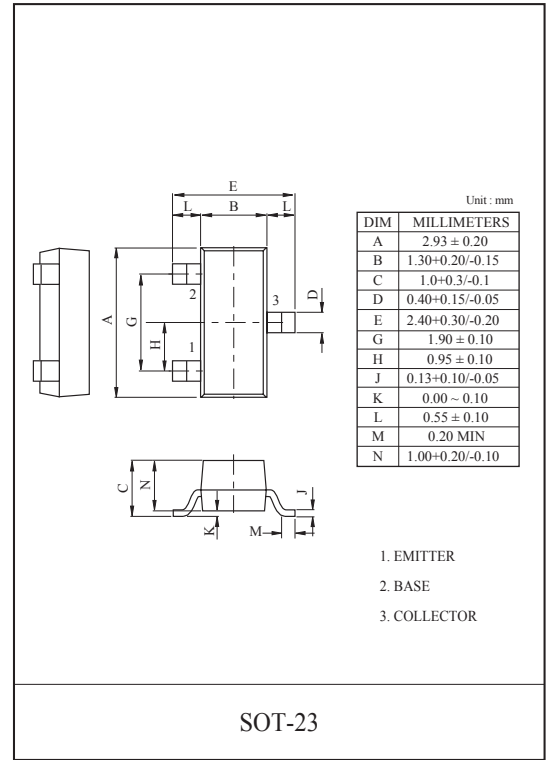 E
L B L
2
3
D
A
G
H
1
C
N
K
M
J
Unit : mm
DIM MILLIMETERS
A 2.93 ± 0.20
B 1.30+0.20/-0.15
C 1.0+0.3/-0.1
D 0.40+0.15/-0.05
E 2.40+0.30/-0.20
G 1.90 ± 0.10
H 0.95 ± 0.10
J 0.13+0.10/-0.05
K 0.00 ~ 0.10
L 0.55 ± 0.10
M 0.20 MIN
N 1.00+0.20/-0.10
1. EMITTER
2. BASE
3. COLLECTOR
SOT-23